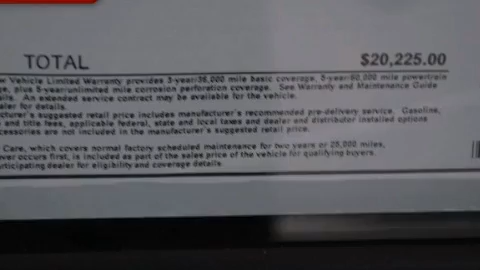 TOTAL $20,225.00
w Vehicle Limited Warranty provides 3-year/36,000 mile basic coverage, 5-year/60,000 mile powertrain
ge, plus 5-year/unlimited mile corrosion perforation coverage. See Warranty and Maintenance Guide
ails. An extended service contract may be available for the vehicle.
aler for details.
cturer's suggested retail price includes manufacturer's recommended pre-delivery service. Gasoline,
and title fees, applicable federal, state and local taxes and dealer and distributor installed options
cessories are not included in the manufacturer's suggested retail price.
Care, which covers normal factory scheduled maintenance for two years or 25,000 miles,
ver occurs first, is included as part of the sales price of the vehicle for qualifying buyers.
rticipating dealer for eligibility and coverage details.